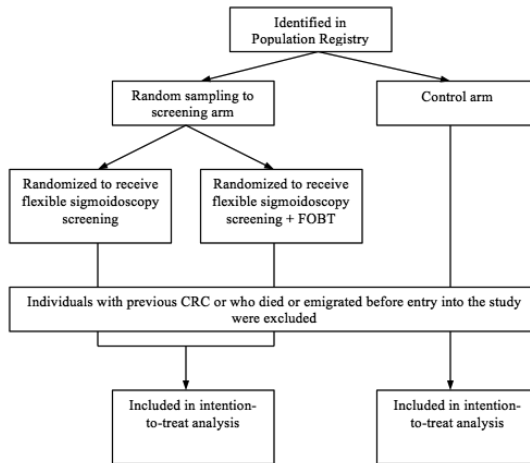 Identified in
Population Registry
Random sampling to
screening arm
Control arm
Randomized to receive
flexible sigmoidoscopy
screening
Randomized to receive
flexible sigmoidoscopy
screening + FOBT
Individuals with previous CRC or who died or emigrated before entry into the study
were excluded
Included in intention-
to-treat analysis
Included in intention-
to-treat analysis